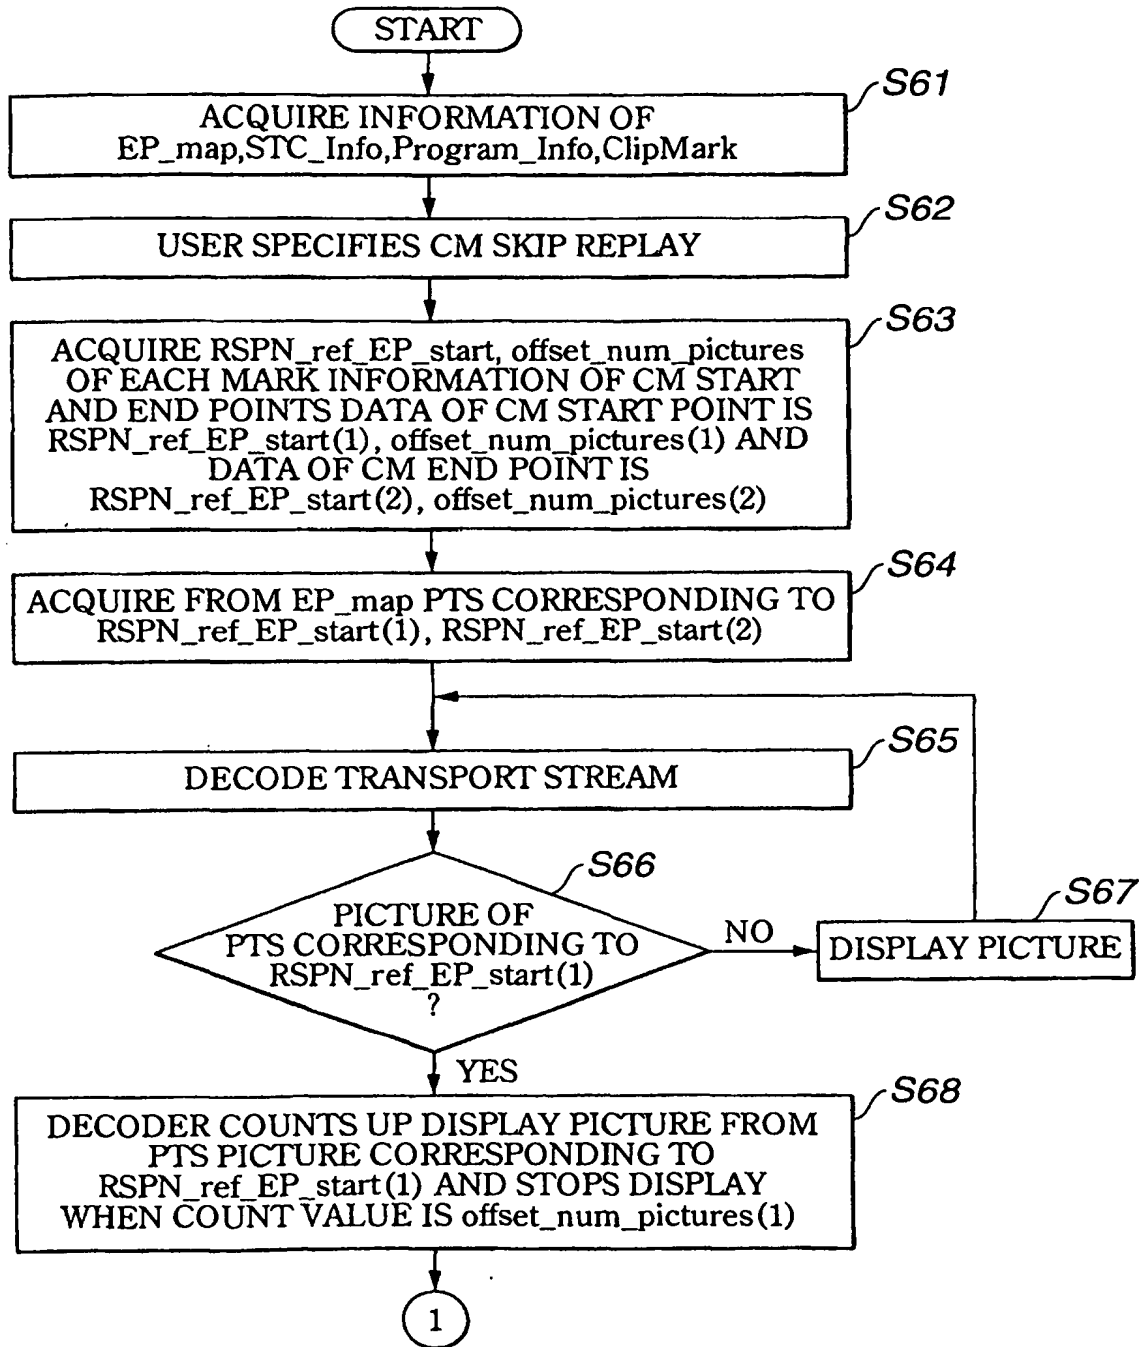 START
S61
ACQUIRE INFORMATION OF
EP_map,STC_Info,Program_Info,ClipMark
S62
USER SPECIFIES CM SKIP REPLAY
S63
ACQUIRE RSPN_ref_EP_start, offset_num_pictures
OF EACH MARK INFORMATION OF CM START
AND END POINTS DATA OF CM START POINT IS
RSPN_ref_EP_start(1), offset_num_pictures(1) AND
DATA OF CM END POINT IS
RSPN_ref_EP_start(2), offset_num_pictures(2)
S64
ACQUIRE FROM EP_map PTS CORRESPONDING TO
RSPN_ref_EP_start(1), RSPN_ref_EP_start(2)
S65
DECODE TRANSPORT STREAM
S66
PICTURE OF
PTS CORRESPONDING TO
RSPN_ref_EP_start(1)
?
NO
S67
DISPLAY PICTURE
YES
S68
DECODER COUNTS UP DISPLAY PICTURE FROM
PTS PICTURE CORRESPONDING TO
RSPN_ref_EP_start(1) AND STOPS DISPLAY
WHEN COUNT VALUE IS offset_num_pictures(1)
1